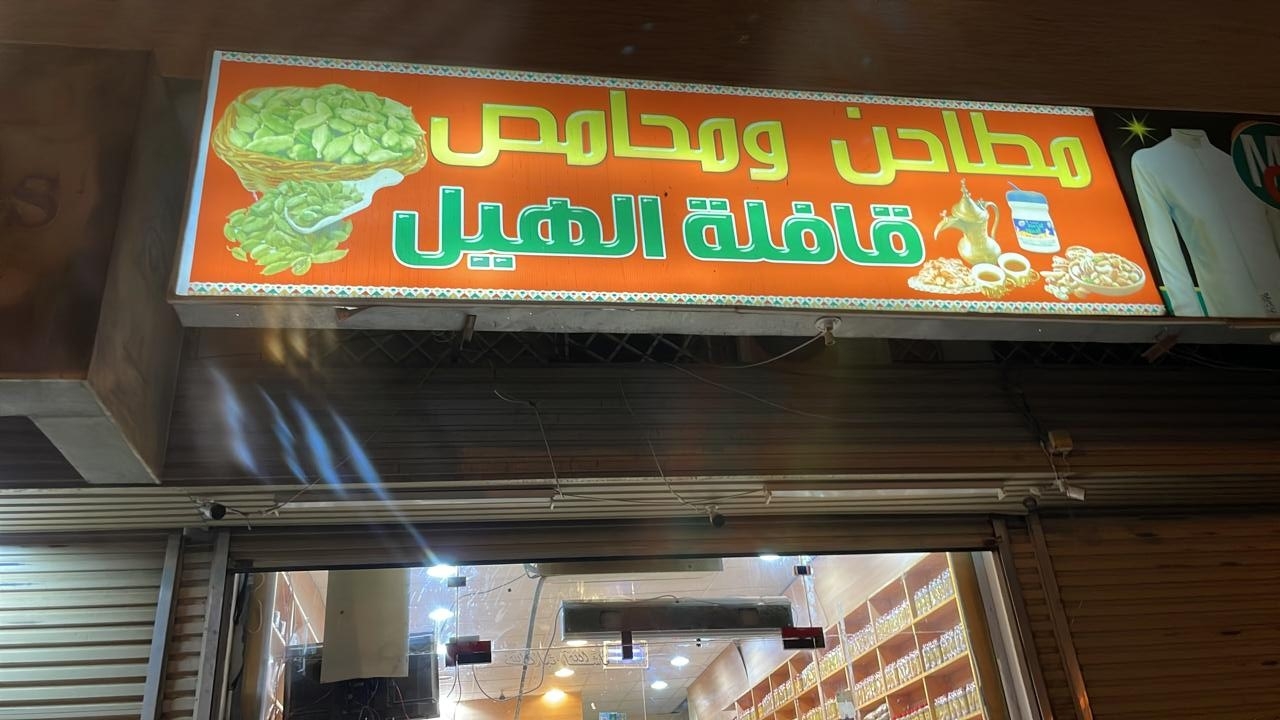 مطاحن ومحامص
قافلة الهيل